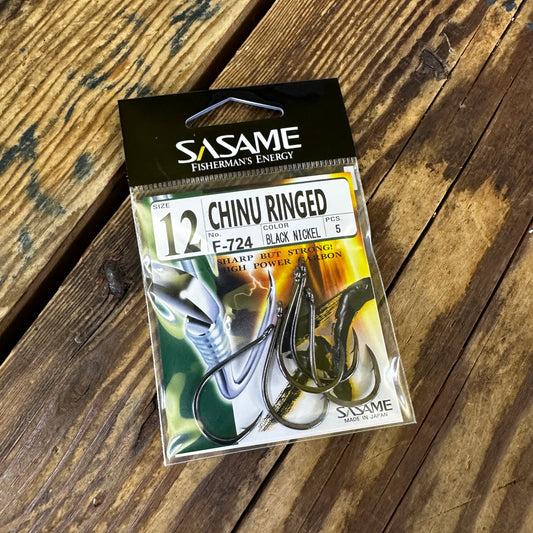 SASAME
FISHERMAN'S ENERGY
SIZE
12
CHINU RINGED
No. F-724
COLOR BLACK NICKEL
PCS 5
SHARP BUT STRONG!
HIGH POWER CARBON
SASAME
MADE IN JAPAN